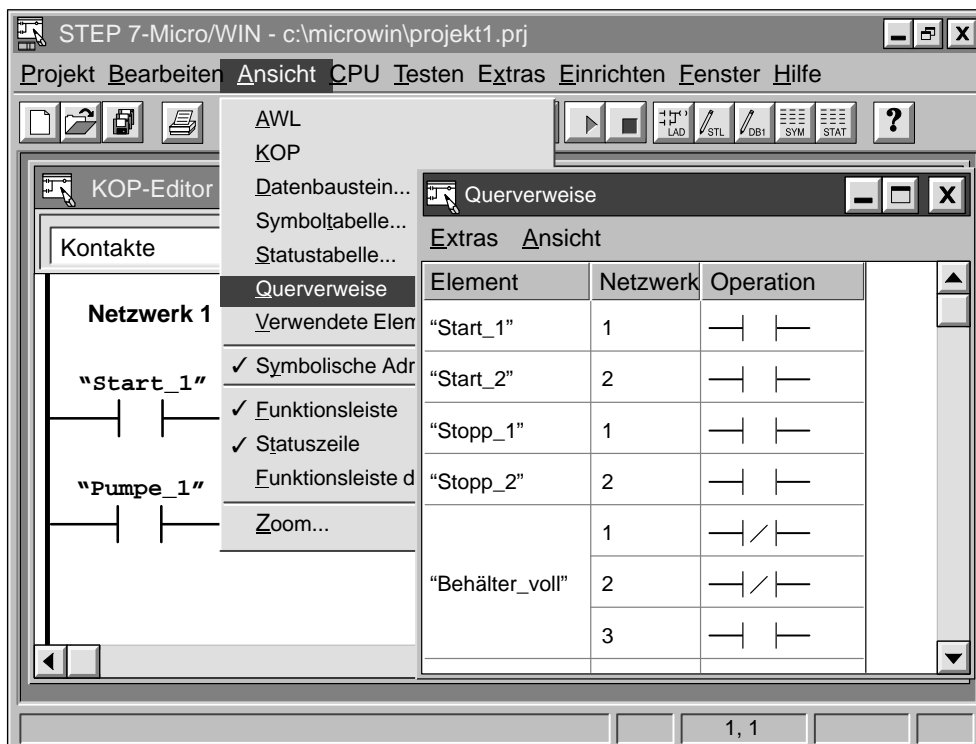 STEP 7-Micro/WIN - c:\microwin\projekt1.prj
Projekt Bearbeiten Ansicht CPU Testen Extras Einrichten Fenster Hilfe
LAD STL DB1 SYM STAT ?
AWL
KOP
Datenbaustein...
Symboltabelle...
Statustabelle...
Querverweise
Verwendete Elem
✓ Symbolische Adr
✓ Funktionsleiste
✓ Statuszeile
Funktionsleiste d
Zoom...
KOP-Editor
Kontakte
Netzwerk 1
"Start_1"
"Pumpe_1"
Querverweise
Extras Ansicht
Element Netzwerk Operation
“Start_1” 1
“Start_2” 2
“Stopp_1” 1
“Stopp_2” 2
“Behälter_voll” 1
2
3
1, 1